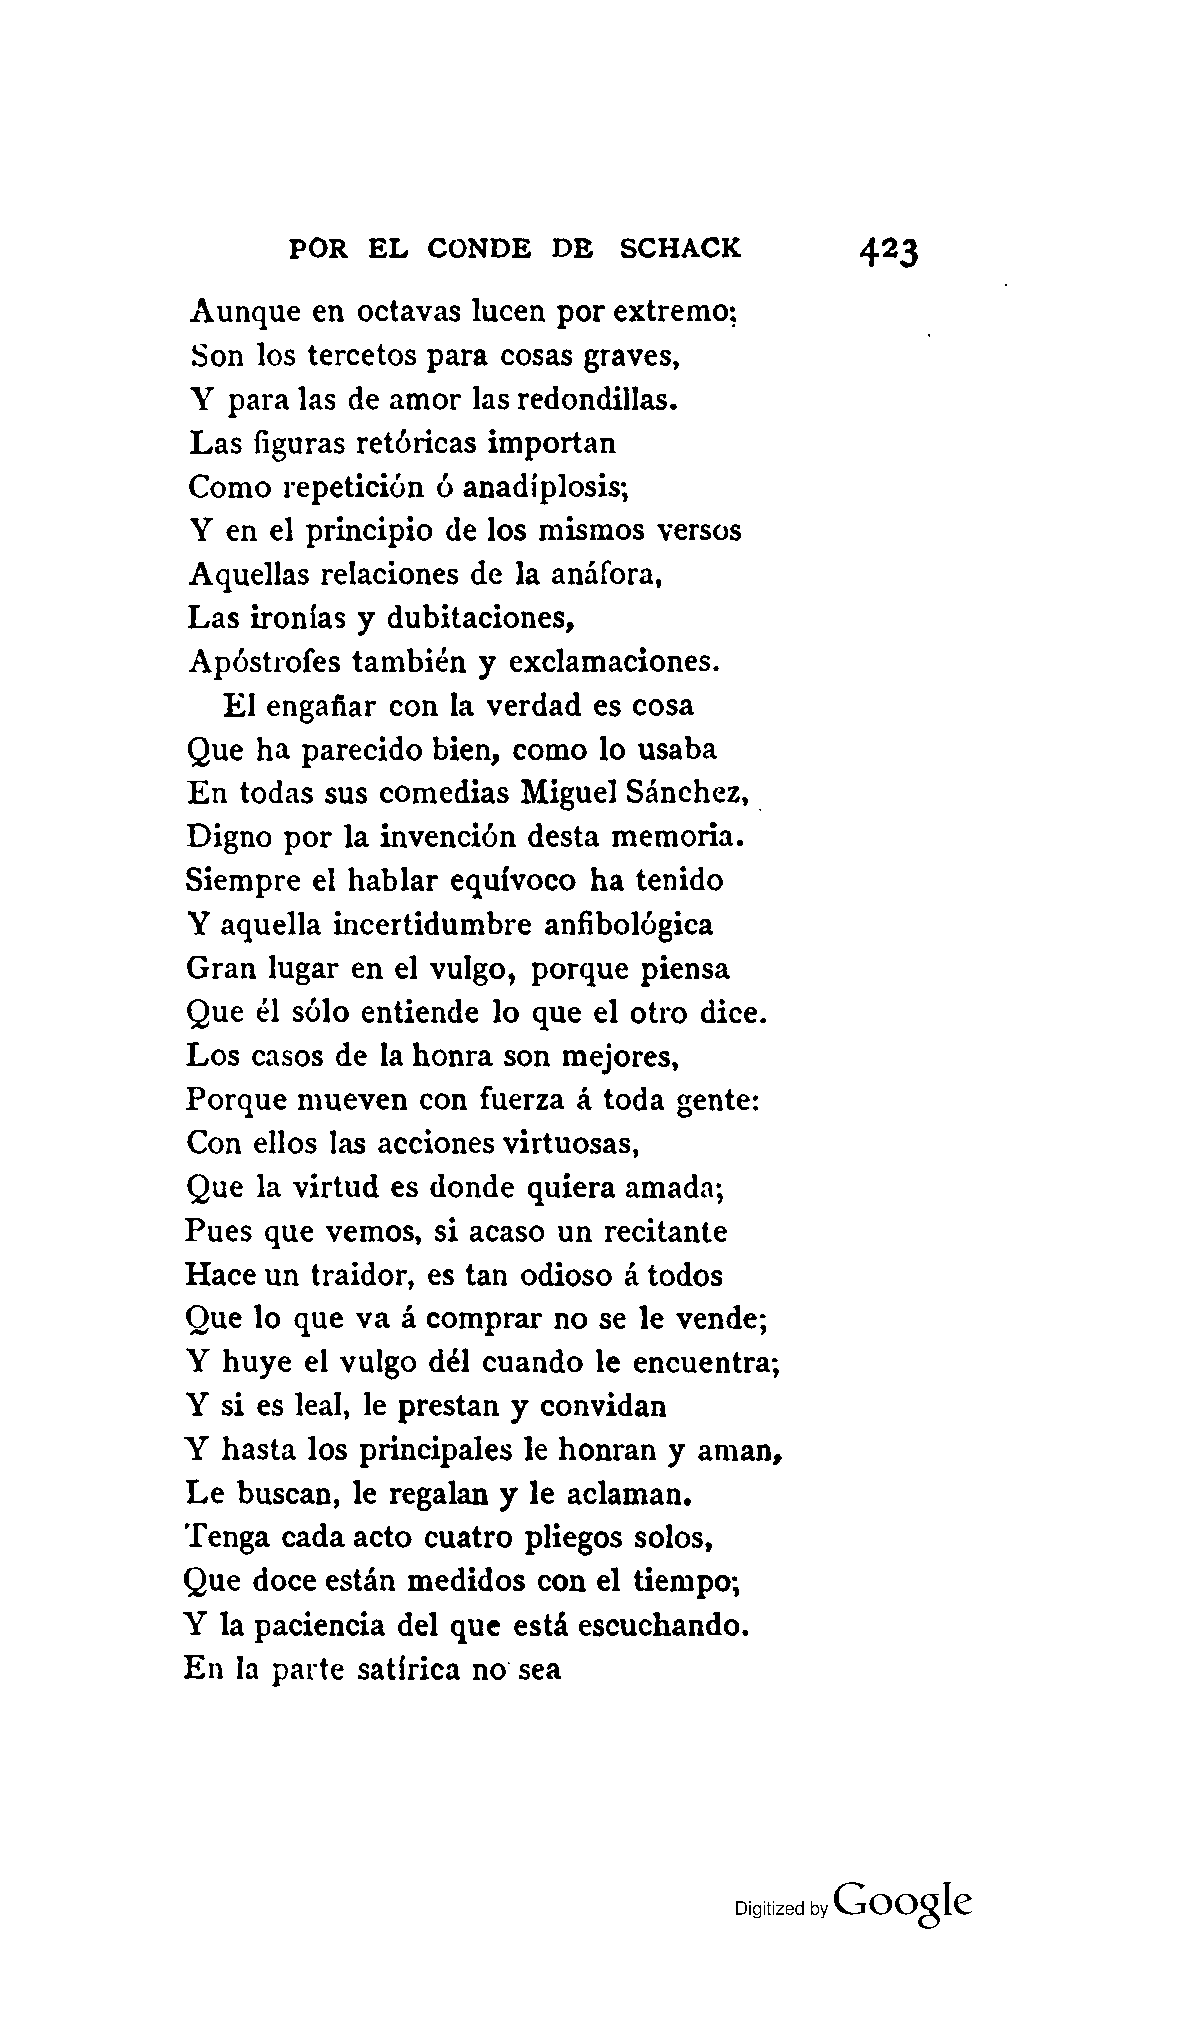 POR EL CONDE DE SCHACK 423
Aunque en octavas lucen por extremo;
Son los tercetos para cosas graves,
Y para las de amor las redondillas.
Las figuras retóricas importan
Como repetición ó anadíplosis;
Y en el principio de los mismos versos
Aquellas relaciones de la anáfora,
Las ironías y dubitaciones,
Apóstrofes también y exclamaciones.
El engañar con la verdad es cosa
Que ha parecido bien, como lo usaba
En todas sus comedias Miguel Sánchez,
Digno por la invención desta memoria.
Siempre el hablar equívoco ha tenido
Y aquella incertidumbre anfibológica
Gran lugar en el vulgo, porque piensa
Que él sólo entiende lo que el otro dice.
Los casos de la honra son mejores,
Porque mueven con fuerza á toda gente:
Con ellos las acciones virtuosas,
Que la virtud es donde quiera amada;
Pues que vemos, si acaso un recitante
Hace un traidor, es tan odioso á todos
Que lo que va á comprar no se le vende;
Y huye el vulgo dél cuando le encuentra;
Y si es leal, le prestan y convidan
Y hasta los principales le honran y aman,
Le buscan, le regalan y le aclaman.
Tenga cada acto cuatro pliegos solos,
Que doce están medidos con el tiempo;
Y la paciencia del que está escuchando.
En la parte satírica no sea
Digitized by Google